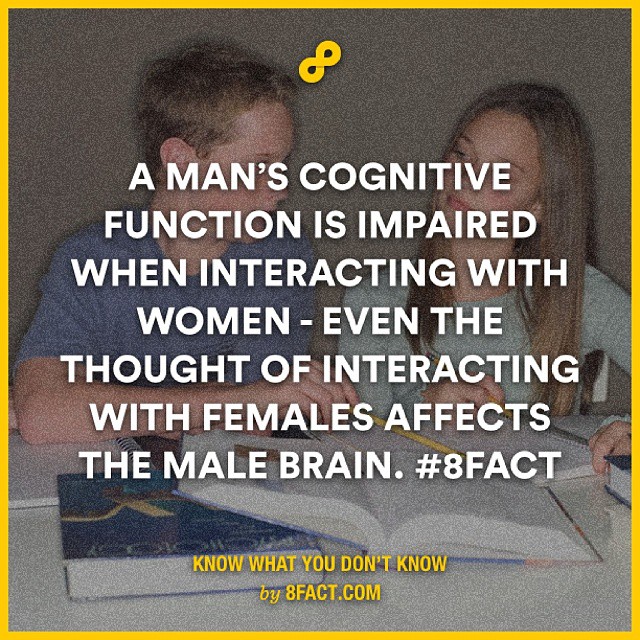 A MAN'S COGNITIVE
FUNCTION IS IMPAIRED
WHEN INTERACTING WITH
WOMEN - EVEN THE
THOUGHT OF INTERACTING
WITH FEMALES AFFECTS
THE MALE BRAIN. #8FACT
KNOW WHAT YOU DON'T KNOW
by 8FACT.COM